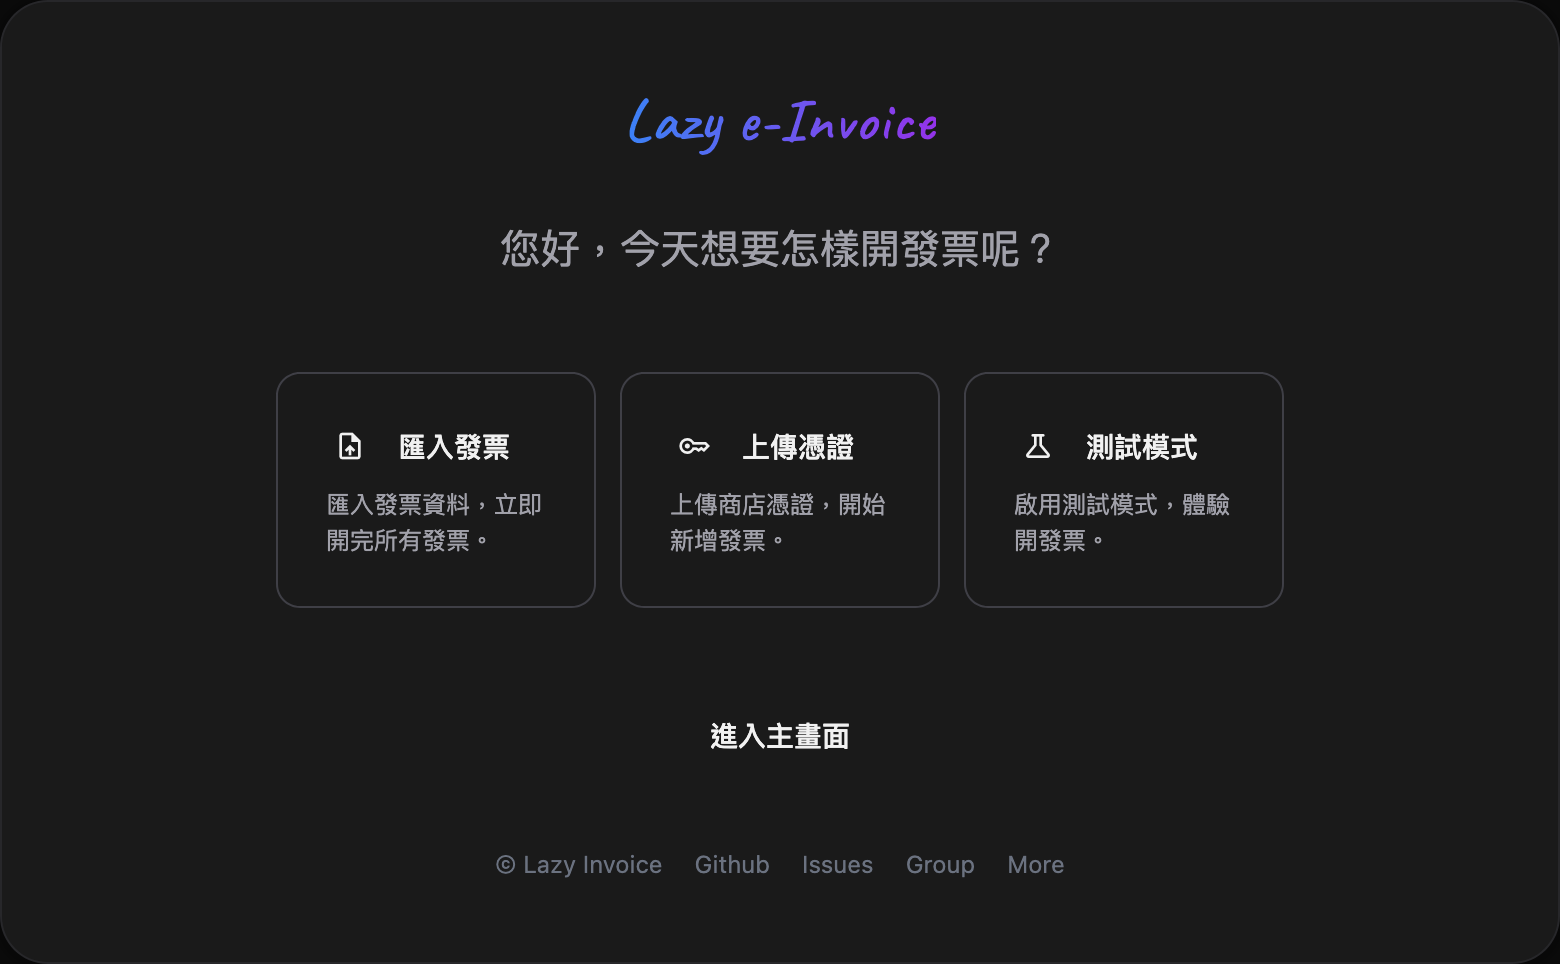 Lazy e-Invoice
您好，今天想要怎樣開發票呢？
匯入發票
匯入發票資料，立即
開完所有發票。
上傳憑證
上傳商店憑證，開始
新增發票。
測試模式
啟用測試模式，體驗
開發票。
進入主畫面
© Lazy Invoice Github Issues Group More